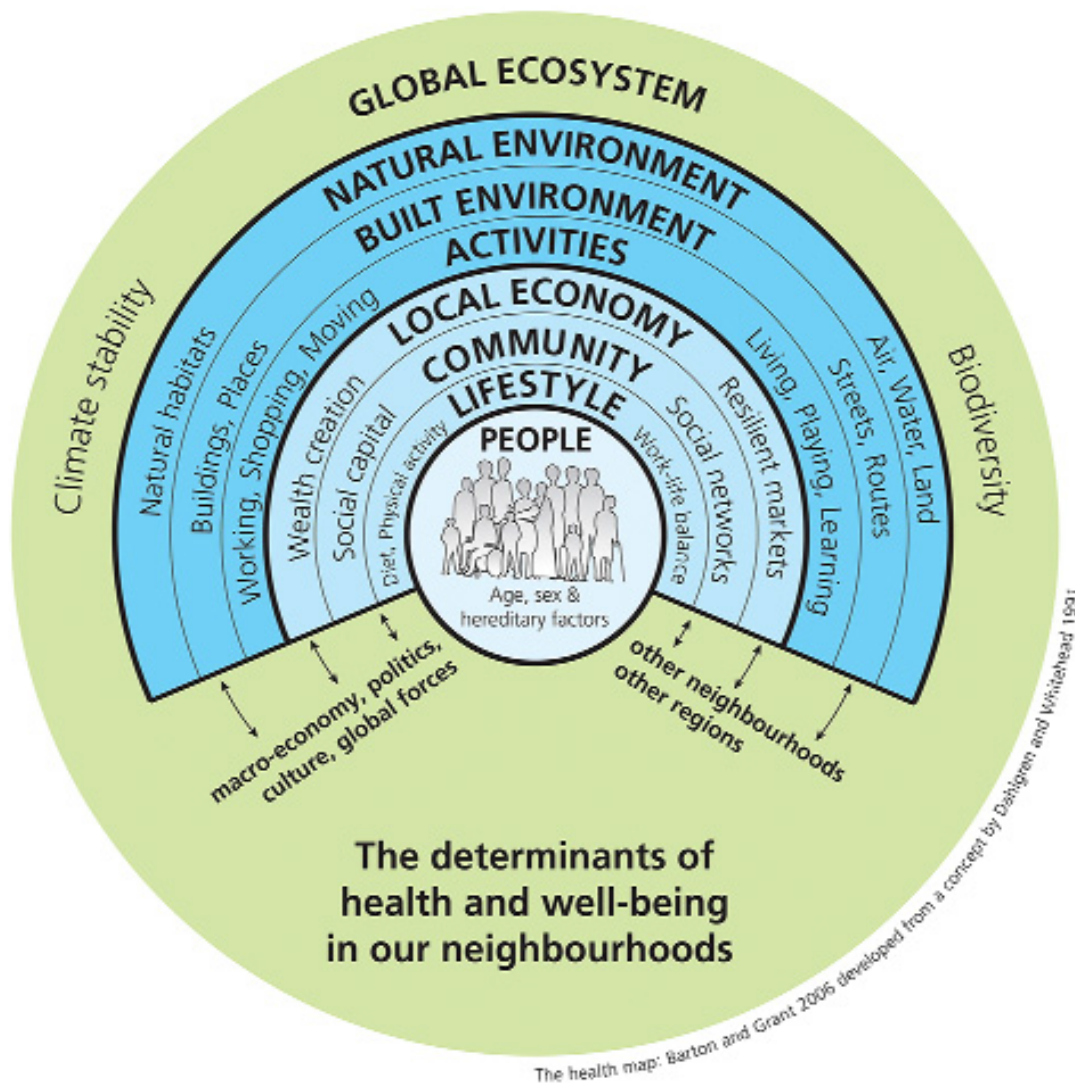 GLOBAL ECOSYSTEM
Climate stability
Biodiversity
NATURAL ENVIRONMENT
Natural habitats
Air, Water, Land
BUILT ENVIRONMENT
Buildings, Places
Streets, Routes
ACTIVITIES
Working, Shopping, Moving
Living, Playing, Learning
LOCAL ECONOMY
Wealth creation
Resilient markets
COMMUNITY
Social capital
Social networks
LIFESTYLE
Diet, Physical activity
Work-life balance
PEOPLE
Age, sex &
hereditary factors
macro-economy, politics,
culture, global forces
other neighbourhoods
other regions
The determinants of
health and well-being
in our neighbourhoods
The health map: Barton and Grant 2006 developed from a concept by Dahlgren and Whitehead 1991